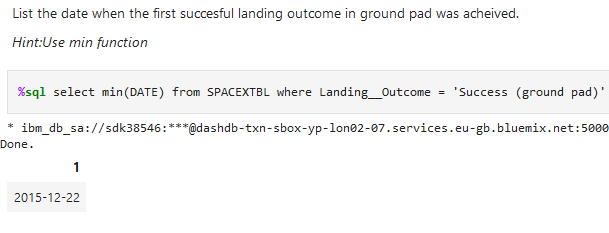 List the date when the first succesful landing outcome in ground pad was acheived.
Hint:Use min function
%sql select min(DATE) from SPACEXTBL where Landing__Outcome = 'Success (ground pad)'
* ibm_db_sa://sdk38546:***@dashdb-txn-sbox-yp-lon02-07.services.eu-gb.bluemix.net:5000
Done.
1
2015-12-22